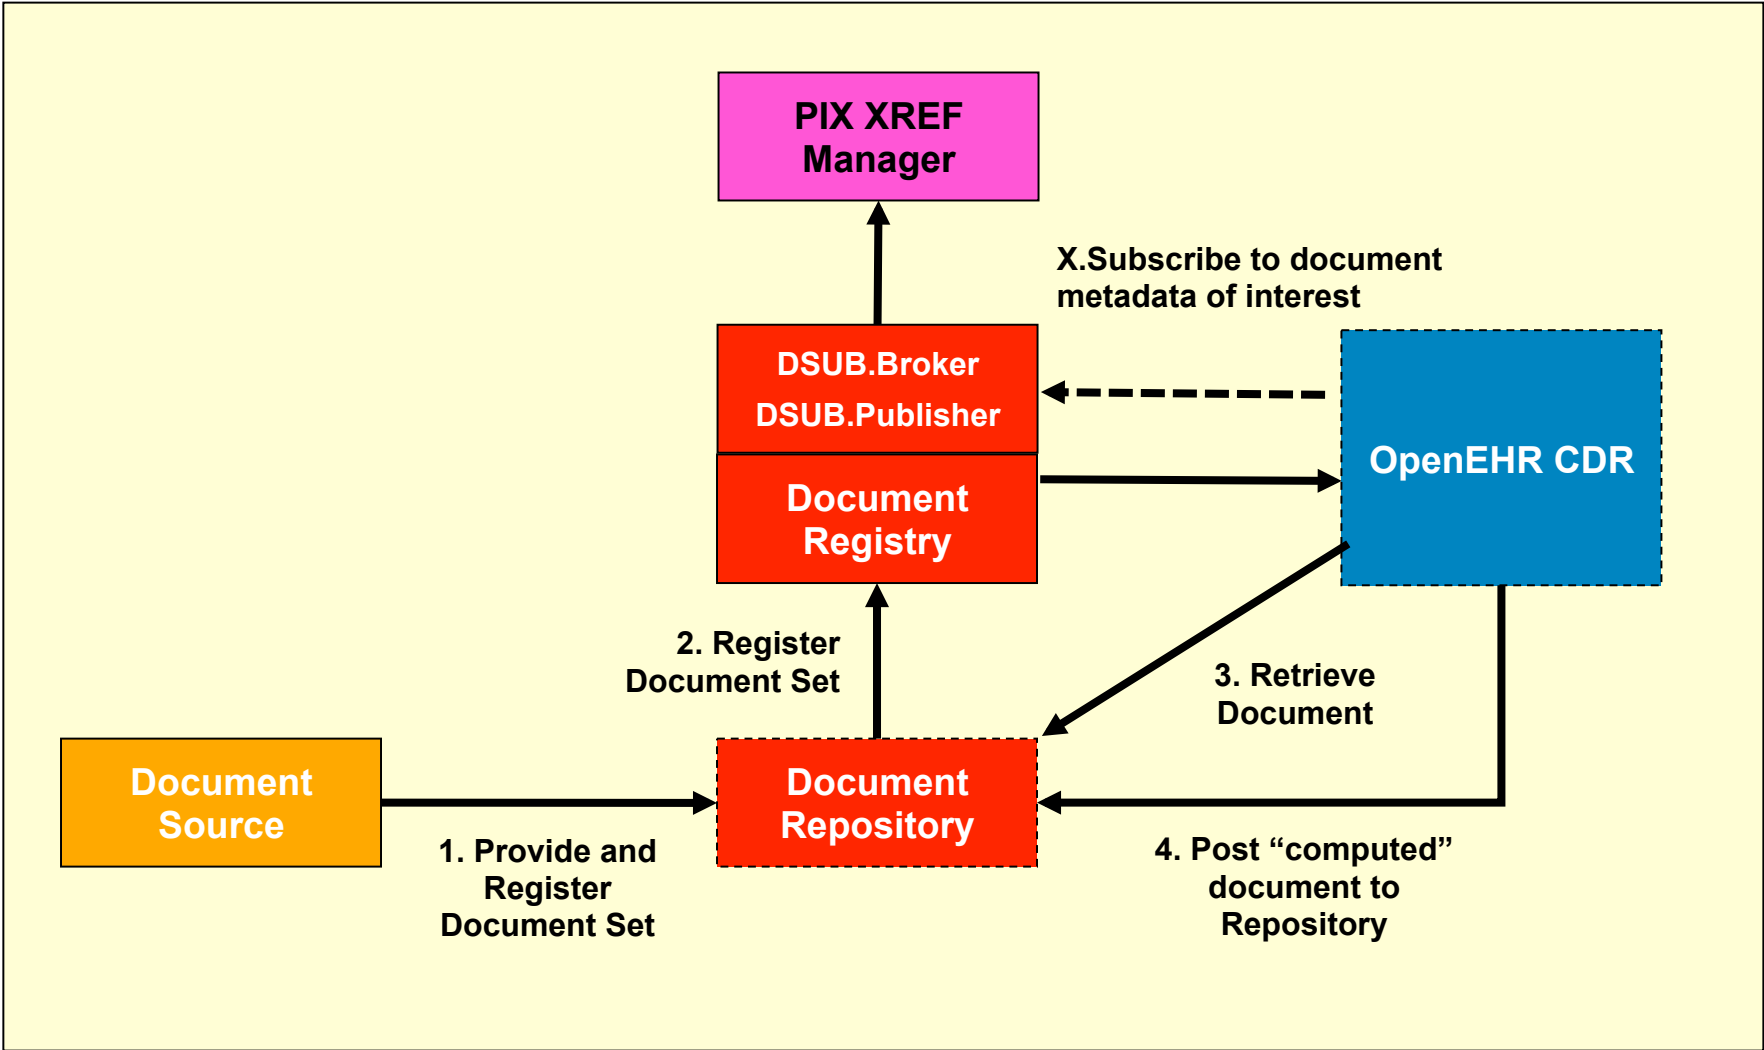 PIX XREF
Manager
X.Subscribe to document
metadata of interest
DSUB.Broker
DSUB.Publisher
OpenEHR CDR
Document
Registry
2. Register
Document Set
3. Retrieve
Document
Document
Source
Document
Repository
1. Provide and
Register
Document Set
4. Post “computed”
document to
Repository